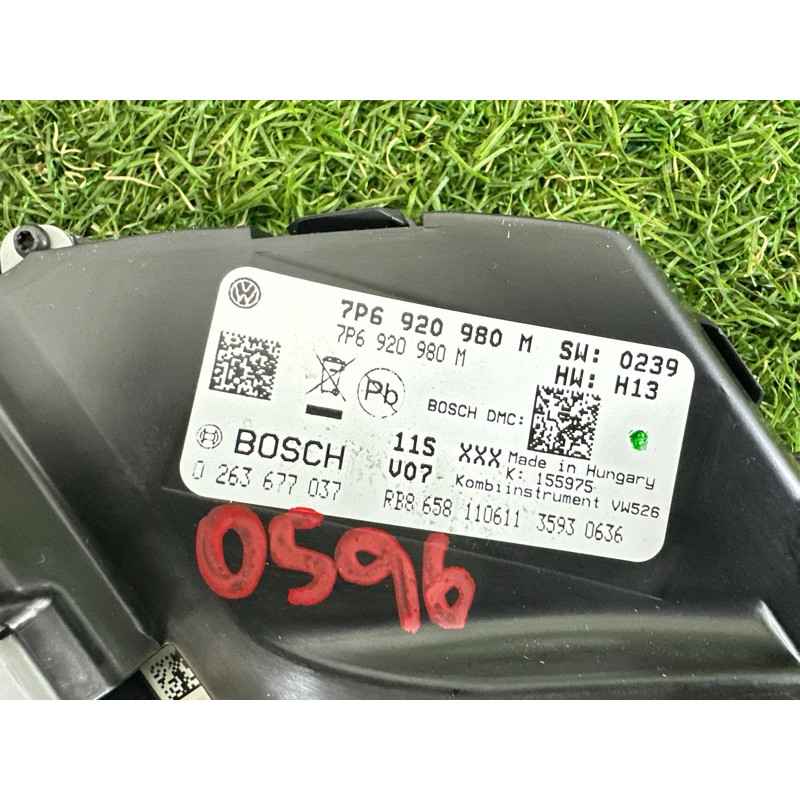 7P6 920 980 M SW: 0239
7P6 920 980 M HW: H13
Pb
BOSCH DMC:
BOSCH 11S XXX Made in Hungary
V07 K: 155975
0 263 677 037 Kombiinstrument VW526
RB8 658 110611 3593 0636
0596